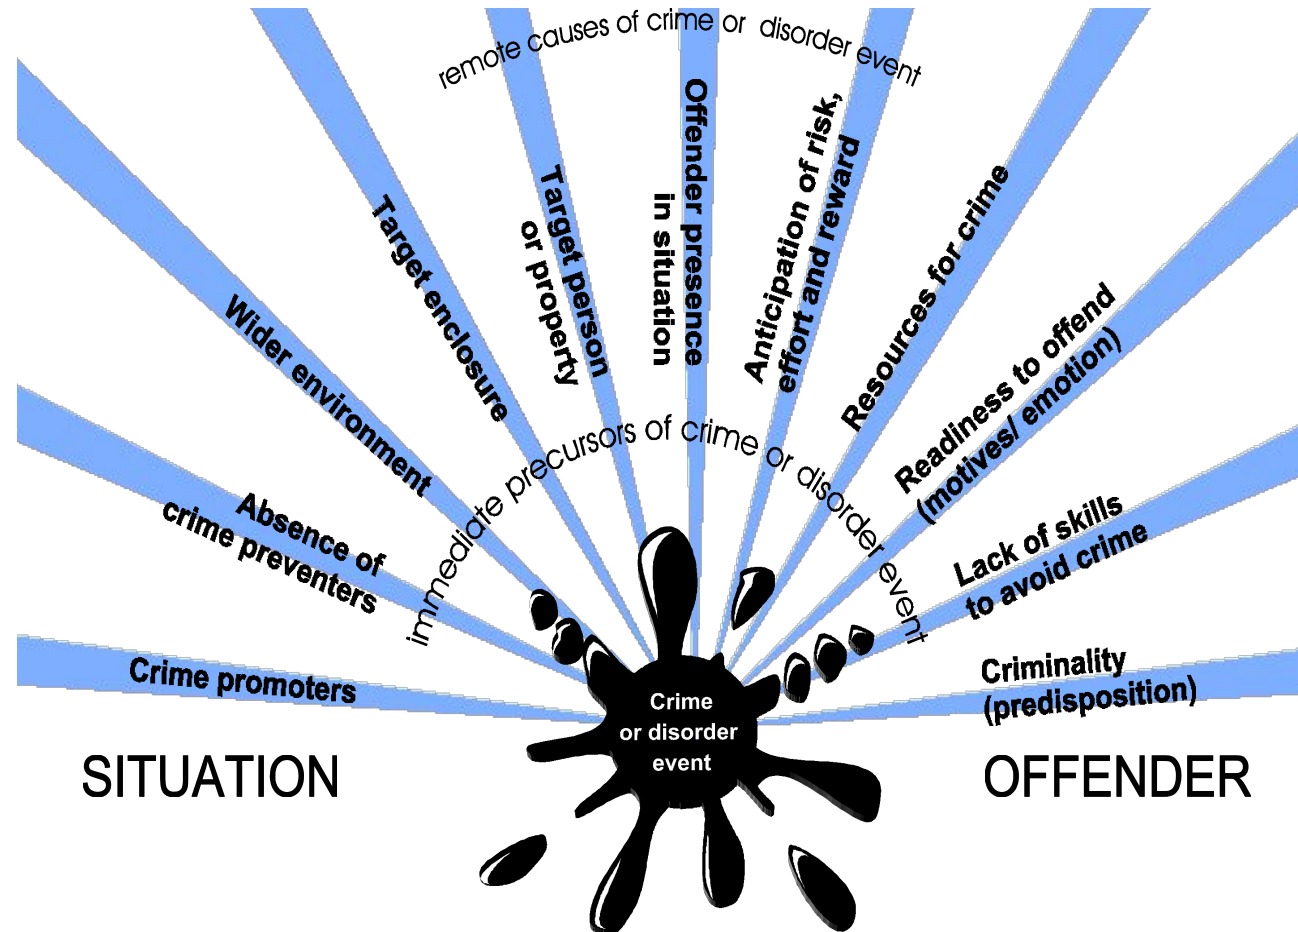 remote causes of crime or disorder event
Crime promoters
Absence of
crime preventers
Wider environment
Target enclosure
Target person
or property
Offender presence
in situation
Anticipation of risk,
effort and reward
Resources for crime
Readiness to offend
(motives/ emotion)
Lack of skills
to avoid crime
Criminality
(predisposition)
immediate precursors of crime or disorder event
Crime
or disorder
event
SITUATION
OFFENDER